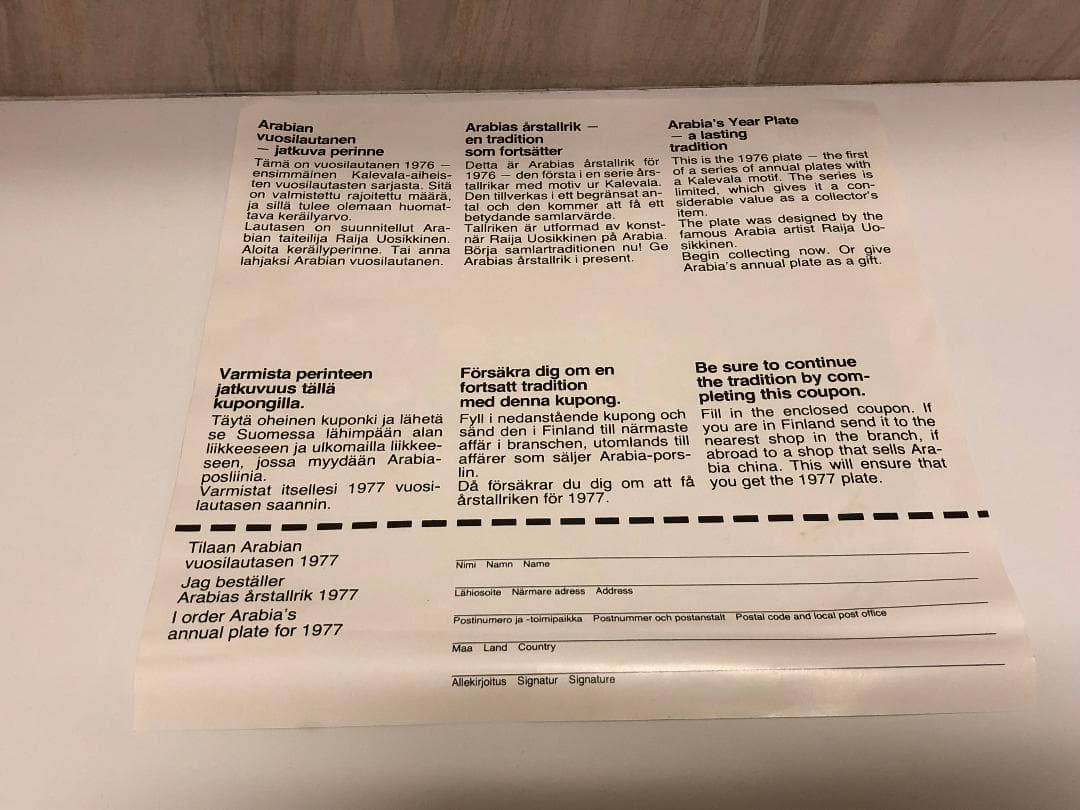 Arabian
vuosilautanen
— jatkuva perinne
Tämä on vuosilautanen 1976 —
ensimmäinen Kalevala-aiheis-
ten vuosilautasten sarjasta. Sitä
on valmistettu rajoitettu määrä,
ja sillä tulee olemaan huomat-
tava keräilyarvo.
Lautasen on suunnitellut Ara-
bian taiteilija Raija Uosikkinen.
Aloita keräilyperinne. Tai anna
lahjaksi Arabian vuosilautanen.
Arabias årstallrik —
en tradition
som fortsätter
Detta är Arabias årstallrik för
1976 — den första i en serie års-
tallrikar med motiv ur Kalevala.
Den tillverkas i ett begränsat an-
tal och den kommer att få ett
betydande samlarvärde.
Tallriken är utformad av konst-
när Raija Uosikkinen på Arabia.
Börja samlartraditionen nu! Ge
Arabias årstallrik i present.
Arabia's Year Plate
— a lasting
tradition
This is the 1976 plate — the first
of a series of annual plates with
a Kalevala motif. The series is
limited, which gives it a con-
siderable value as a collector's
item.
The plate was designed by the
famous Arabia artist Raija Uo-
sikkinen.
Begin collecting now. Or give
Arabia's annual plate as a gift.
Varmista perinteen
jatkuvuus tällä
kupongilla.
Täytä oheinen kuponki ja lähetä
se Suomessa lähimpään alan
liikkeeseen ja ulkomailla liikkee-
seen, jossa myydään Arabia-
posliinia.
Varmistat itsellesi 1977 vuosi-
lautasen saannin.
Försäkra dig om en
fortsatt tradition
med denna kupong.
Fyll i nedanstående kupong och
sänd den i Finland till närmaste
affär i branschen, utomlands till
affärer som säljer Arabia-pors-
lin.
Då försäkrar du dig om att få
årstallriken för 1977.
Be sure to continue
the tradition by com-
pleting this coupon.
Fill in the enclosed coupon. If
you are in Finland send it to the
nearest shop in the branch, if
abroad to a shop that sells Ara-
bia china. This will ensure that
you get the 1977 plate.
Tilaan Arabian
vuosilautasen 1977
Jag beställer
Arabias årstallrik 1977
I order Arabia's
annual plate for 1977
Nimi Namn Name
Lähiosoite Närmare adress Address
Postinumero ja -toimipaikka Postnummer och postanstalt Postal code and local post office
Maa Land Country
Allekirjoitus Signatur Signature